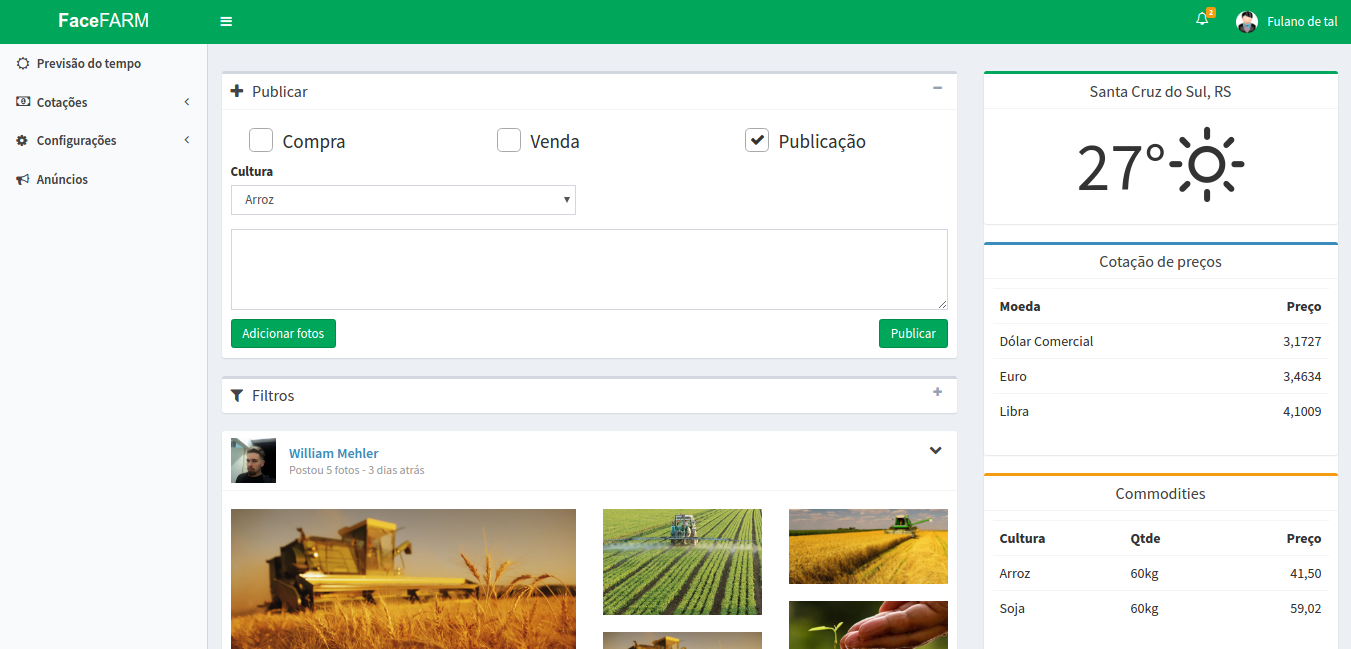 FaceFARM
2
Fulano de tal
Previsão do tempo
Cotações
Configurações
Anúncios
Publicar
Compra
Venda
Publicação
Cultura
Arroz
Adicionar fotos
Publicar
Filtros
William Mehler
Postou 5 fotos - 3 dias atrás
Santa Cruz do Sul, RS
27°
Cotação de preços
Moeda Preço
Dólar Comercial 3,1727
Euro 3,4634
Libra 4,1009
Commodities
Cultura Qtde Preço
Arroz 60kg 41,50
Soja 60kg 59,02